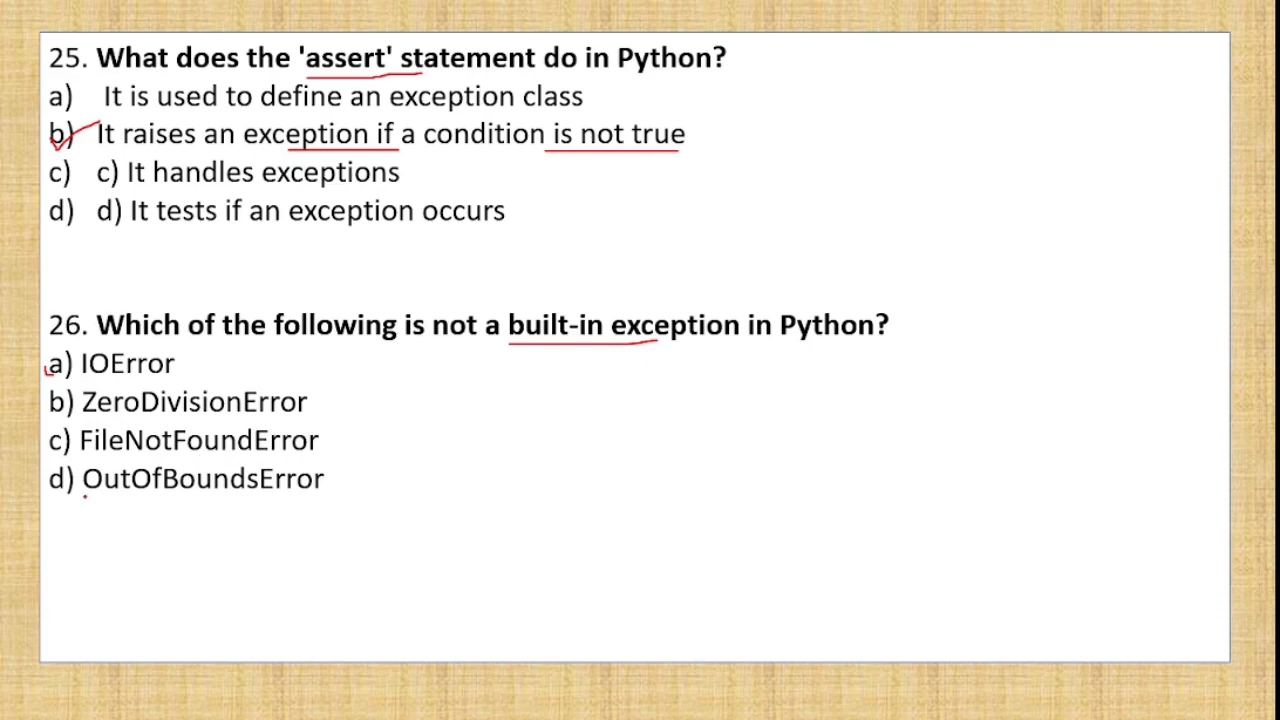 25. What does the 'assert' statement do in Python?
a) It is used to define an exception class
b) It raises an exception if a condition is not true
c) c) It handles exceptions
d) d) It tests if an exception occurs
26. Which of the following is not a built-in exception in Python?
a) IOError
b) ZeroDivisionError
c) FileNotFoundError
d) OutOfBoundsError